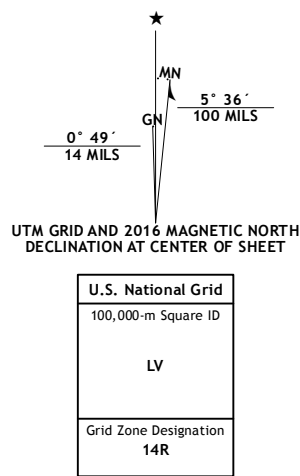 MN
GN
5° 36´
100 MILS
0° 49´
14 MILS
UTM GRID AND 2016 MAGNETIC NORTH
DECLINATION AT CENTER OF SHEET
U.S. National Grid
100,000-m Square ID
LV
Grid Zone Designation
14R